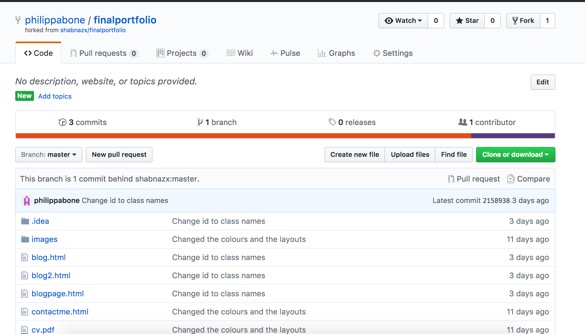 philippabone / finalportfolio
forked from shabnazx/finalportfolio
Watch 0 Star 0 Fork 1
Code Pull requests 0 Projects 0 Wiki Pulse Graphs Settings
No description, website, or topics provided.
Edit
New Add topics
3 commits 1 branch 0 releases 1 contributor
Branch: master New pull request Create new file Upload files Find file Clone or download
This branch is 1 commit behind shabnazx:master. Pull request Compare
philippabone Change id to class names Latest commit 2158938 3 days ago
.idea Change id to class names 3 days ago
images Changed the colours and the layouts 11 days ago
blog.html Change id to class names 3 days ago
blog2.html Change id to class names 3 days ago
blogpage.html Change id to class names 3 days ago
contactme.html Changed the colours and the layouts 11 days ago
cv.pdf Changed the colours and the layouts 11 days ago